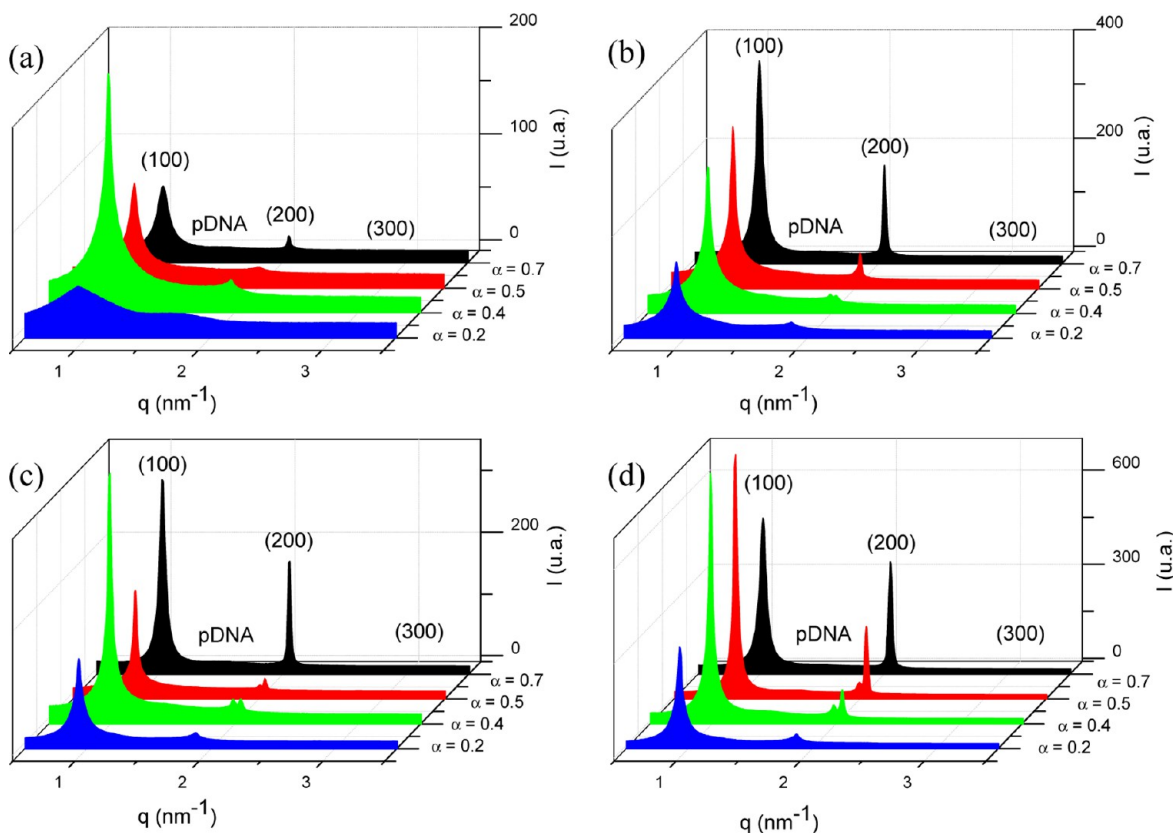 (a)
200
100
0
I (u.a.)
(100)
pDNA
(200)
(300)
α = 0.7
α = 0.5
α = 0.4
α = 0.2
1
2
3
q (nm-1)
(b)
400
200
0
I (u.a.)
(100)
(200)
pDNA
(300)
α = 0.7
α = 0.5
α = 0.4
α = 0.2
1
2
3
q (nm-1)
(c)
200
0
I (u.a.)
(100)
(200)
pDNA
(300)
α = 0.7
α = 0.5
α = 0.4
α = 0.2
1
2
3
q (nm-1)
(d)
600
300
0
I (u.a.)
(100)
(200)
pDNA
(300)
α = 0.7
α = 0.5
α = 0.4
α = 0.2
1
2
3
q (nm-1)